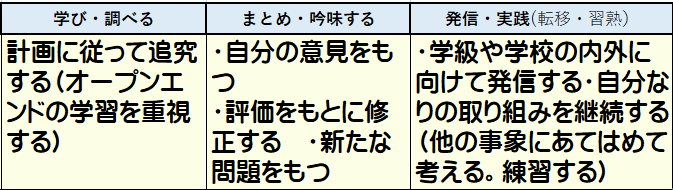 学び・調べる
まとめ・吟味する
発信・実践(転移・習熟)
計画に従って追究
する(オープンエ
ンドの学習を重視
する)
・自分の意見をも
つ
・評価をもとに修
正する　・新たな
問題をもつ
・学級や学校の内外に
向けて発信する・自分な
りの取り組みを継続する
(他の事象にあてはめて
考える。練習する)